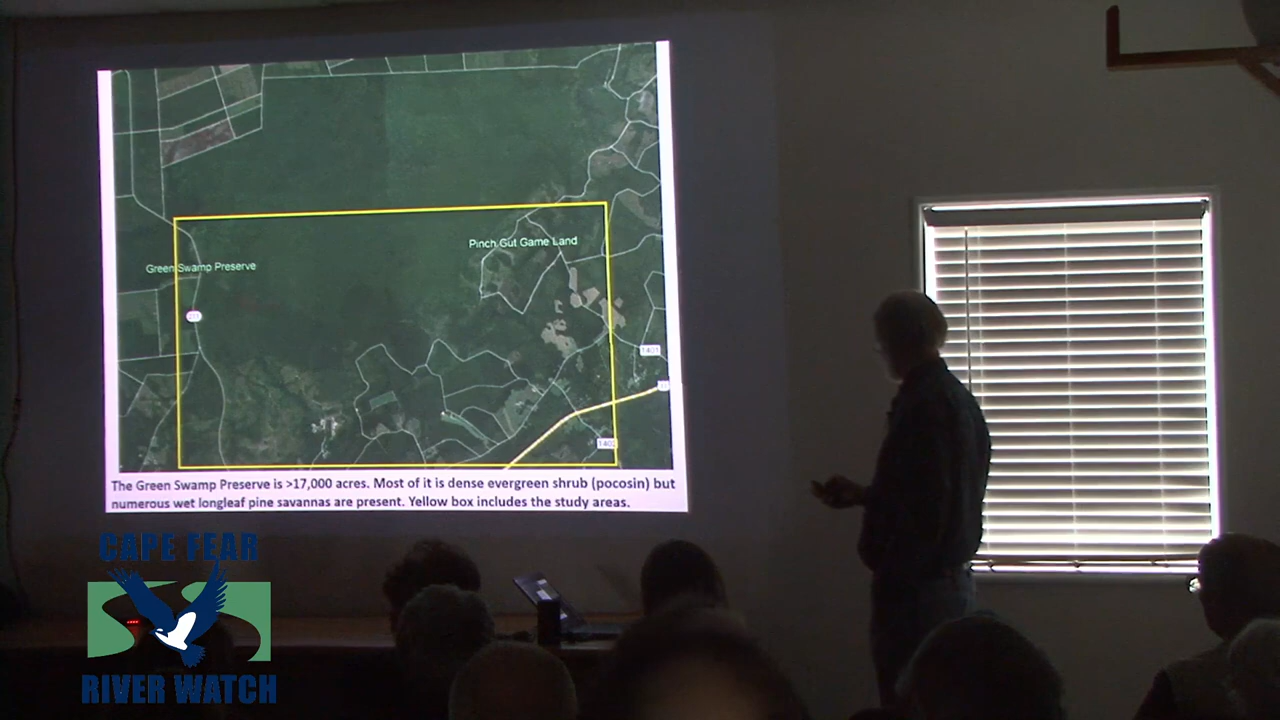 Pinch Gut Game Land
Green Swamp Preserve
211
1401
1402
The Green Swamp Preserve is >17,000 acres. Most of it is dense evergreen shrub (pocosin) but
numerous wet longleaf pine savannas are present. Yellow box includes the study areas.
CAPE FEAR
RIVER WATCH